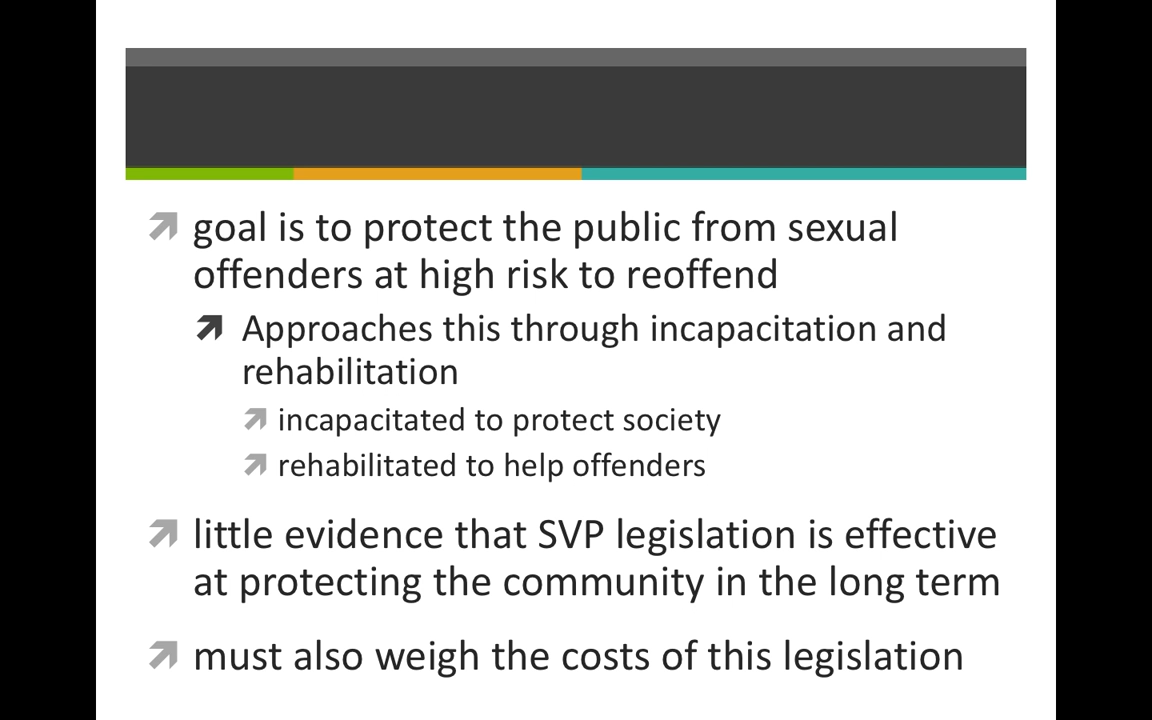 goal is to protect the public from sexual
offenders at high risk to reoffend
Approaches this through incapacitation and
rehabilitation
incapacitated to protect society
rehabilitated to help offenders
little evidence that SVP legislation is effective
at protecting the community in the long term
must also weigh the costs of this legislation